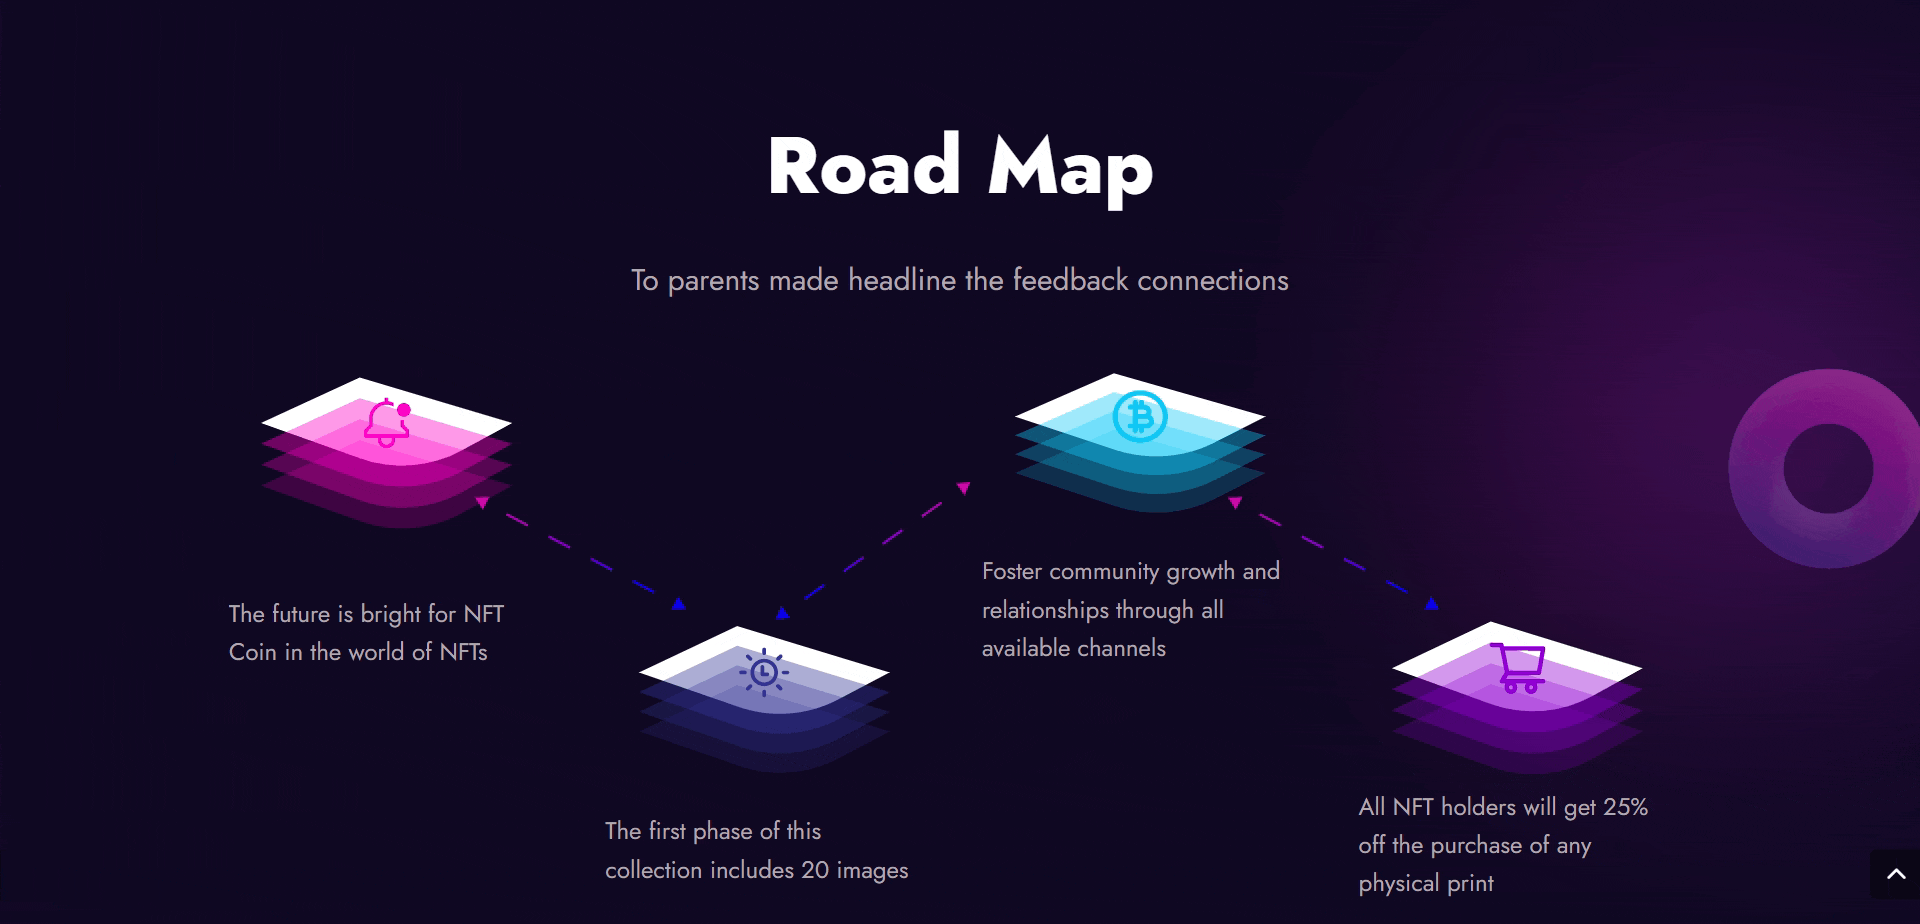 Road Map
To parents made headline the feedback connections
The future is bright for NFT
Coin in the world of NFTs
The first phase of this
collection includes 20 images
Foster community growth and
relationships through all
available channels
All NFT holders will get 25%
off the purchase of any
physical print